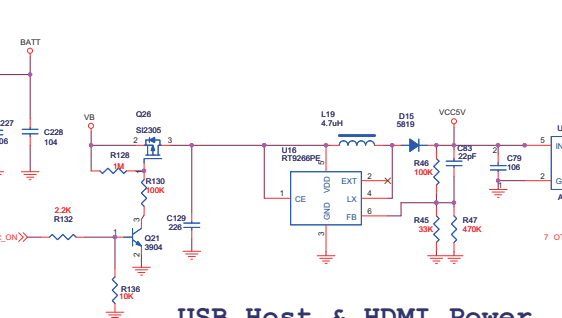 BATT
227
06
C228
104
VB
Q26
SI2305
2
3
R128
1M
R130
100K
2.2K
R132
_ON
1
3
Q21
3904
2
R136
10K
C129
226
U16
RT9266PE
1
CE
5
VDD
GND
3
EXT
2
LX
4
FB
6
L19
4.7uH
D15
5819
VCC5V
R46
100K
C83
22pF
R45
33K
R47
470K
2
C79
106
1
U
5
IN
2
G
A
7 OT
USB Host & HDMI Power